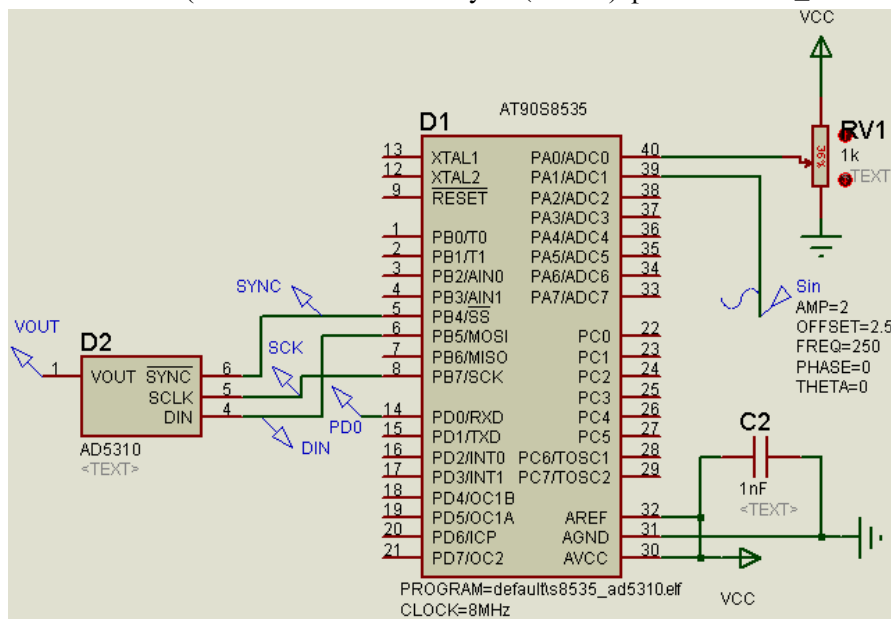 VCC
AT90S8535
D1
RV1
1k
<TEXT>
36%
13 XTAL1
12 XTAL2
9 RESET
1 PB0/T0
2 PB1/T1
3 PB2/AIN0
4 PB3/AIN1
5 PB4/SS
6 PB5/MOSI
7 PB6/MISO
8 PB7/SCK
14 PD0/RXD
15 PD1/TXD
16 PD2/INT0
17 PD3/INT1
18 PD4/OC1B
19 PD5/OC1A
20 PD6/ICP
21 PD7/OC2
PA0/ADC0 40
PA1/ADC1 39
PA2/ADC2 38
PA3/ADC3 37
PA4/ADC4 36
PA5/ADC5 35
PA6/ADC6 34
PA7/ADC7 33
PC0 22
PC1 23
PC2 24
PC3 25
PC4 26
PC5 27
PC6/TOSC1 28
PC7/TOSC2 29
AREF 32
AGND 31
AVCC 30
PROGRAM=default\s8535_ad5310.elf
CLOCK=8MHz
SYNC
SCK
VOUT
D2
1 VOUT
SYNC 6
SCLK 5
DIN 4
AD5310
<TEXT>
DIN
PD0
Sin
AMP=2
OFFSET=2.5
FREQ=250
PHASE=0
THETA=0
C2
1nF
<TEXT>
VCC